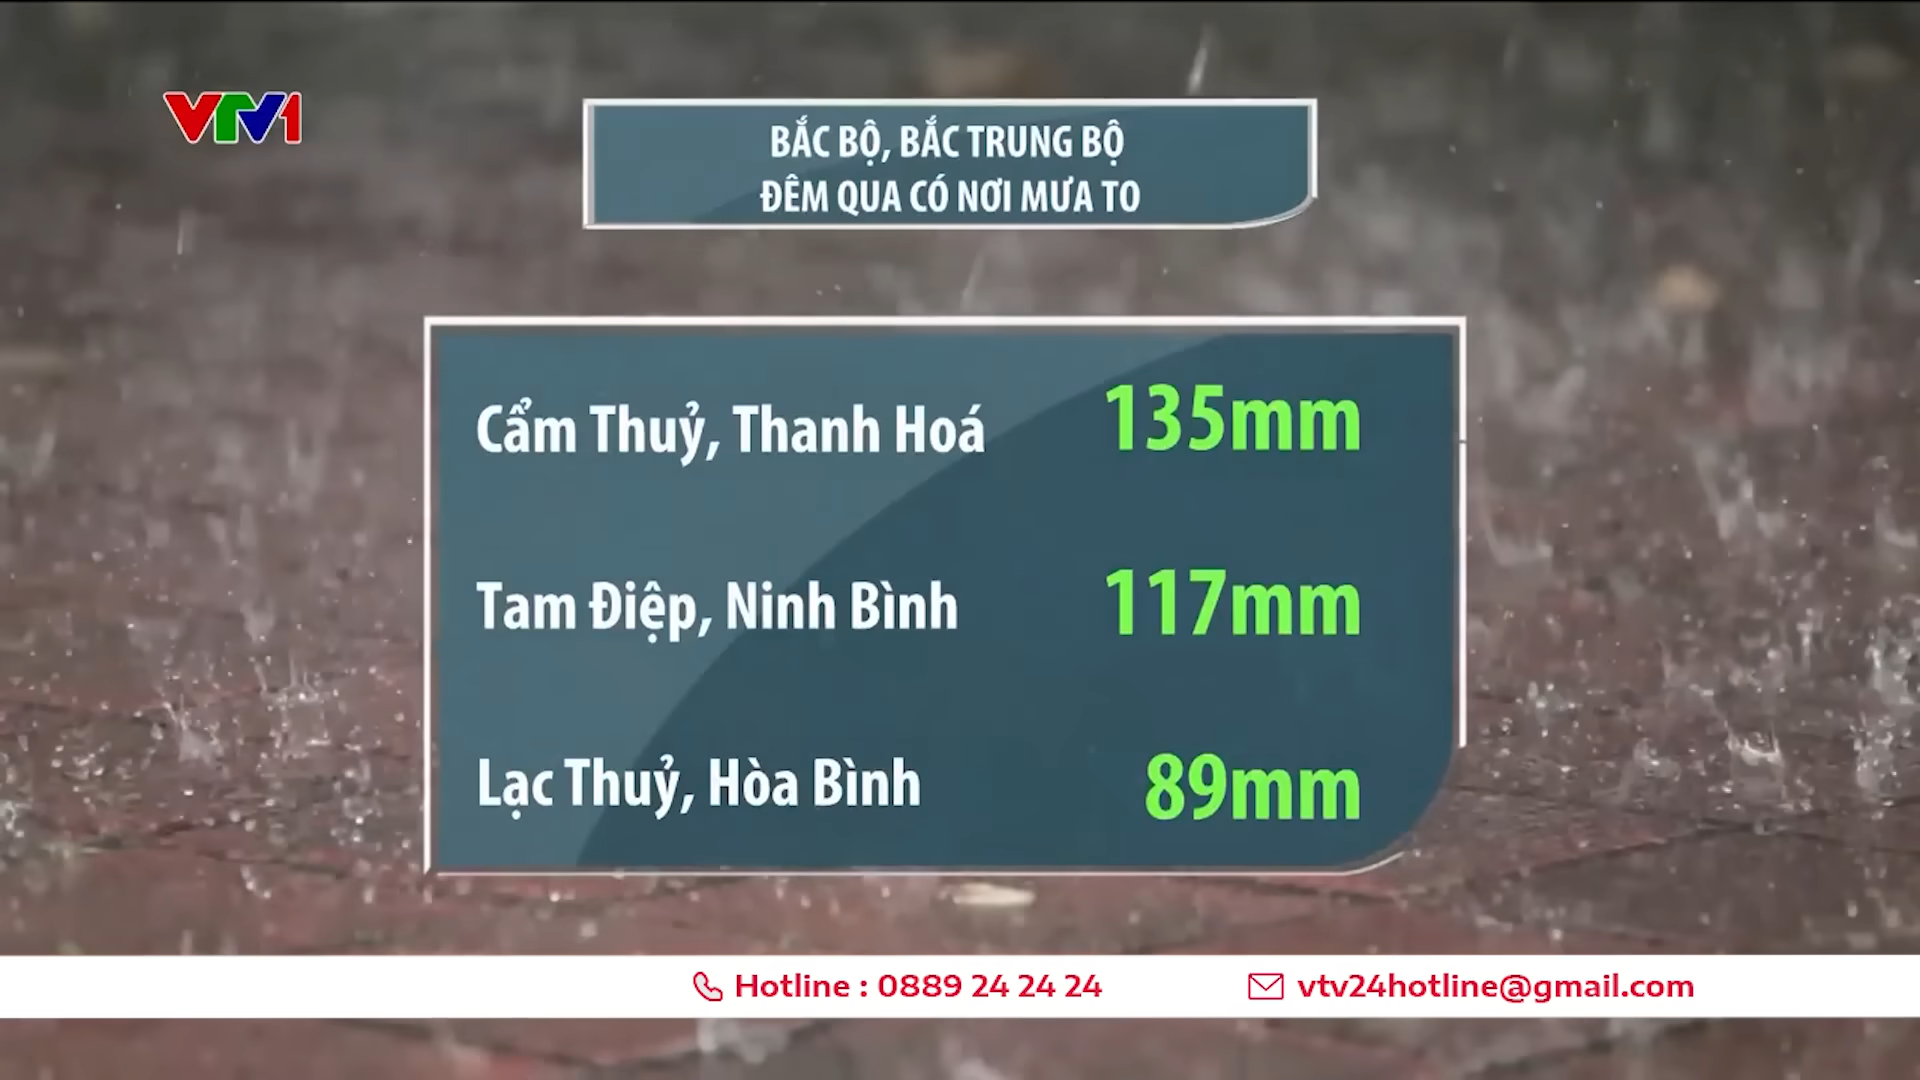 VTV1
BẮC BỘ, BẮC TRUNG BỘ
ĐÊM QUA CÓ NƠI MƯA TO
Cẩm Thuỷ, Thanh Hoá 135mm
Tam Điệp, Ninh Bình 117mm
Lạc Thuỷ, Hòa Bình 89mm
Hotline : 0889 24 24 24 vtv24hotline@gmail.com